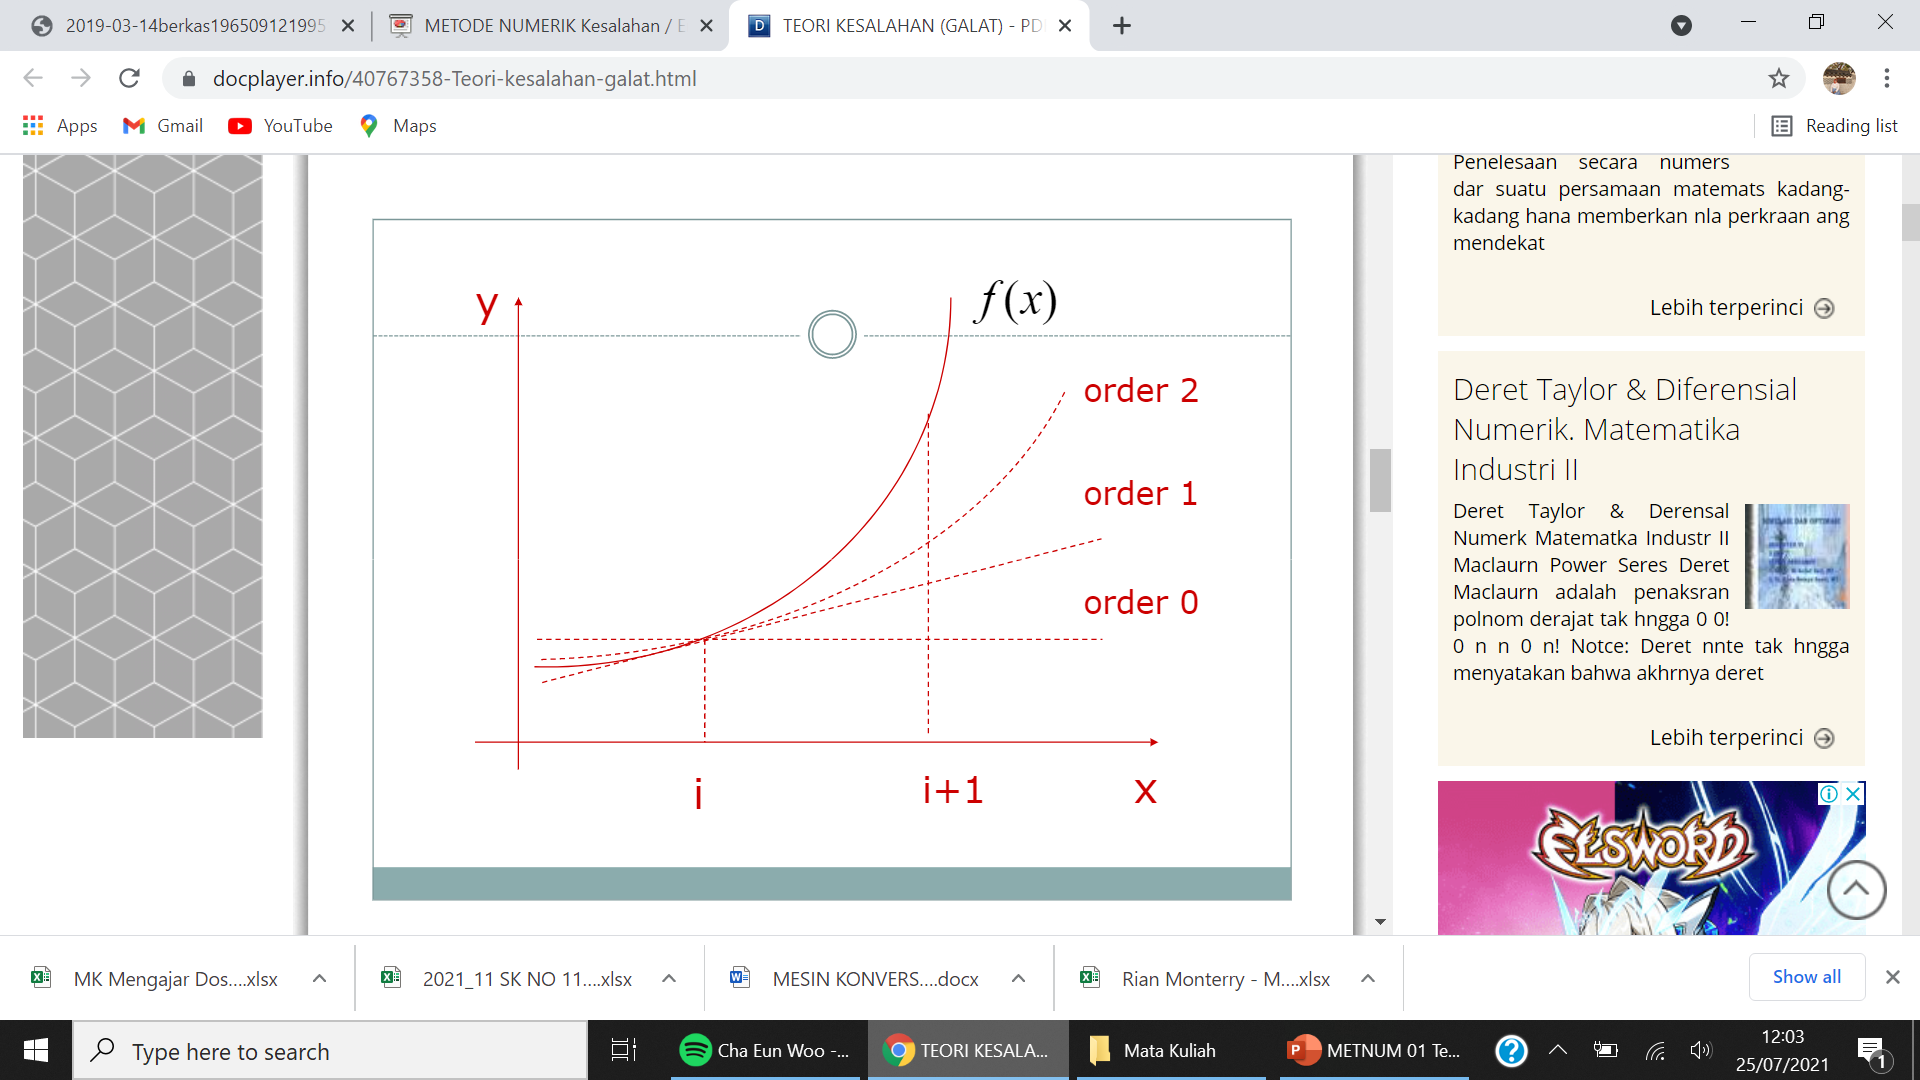 2019-03-14berkas196509121995
METODE NUMERIK Kesalahan / E
TEORI KESALAHAN (GALAT) - PD
docplayer.info/40767358-Teori-kesalahan-galat.html
Apps
Gmail
YouTube
Maps
Reading list
y
f(x)
order 2
order 1
order 0
i
i+1
x
Penelesaan secara numers
dar suatu persamaan matemats kadang-
kadang hana memberkan nla perkraan ang
mendekat
Lebih terperinci
Deret Taylor & Diferensial
Numerik. Matematika
Industri II
Deret Taylor & Derensal
Numerk Matematka Industr II
Maclaurn Power Seres Deret
Maclaurn adalah penaksran
polnom derajat tak hngga 0 0!
0 n n 0 n! Notce: Deret nnte tak hngga
menyatakan bahwa akhrnya deret
Lebih terperinci
ELSWORD
MK Mengajar Dos....xlsx
2021_11 SK NO 11....xlsx
MESIN KONVERS....docx
Rian Monterry - M....xlsx
Show all
Type here to search
Cha Eun Woo -...
TEORI KESALA...
Mata Kuliah
METNUM 01 Te...
12:03
25/07/2021
1